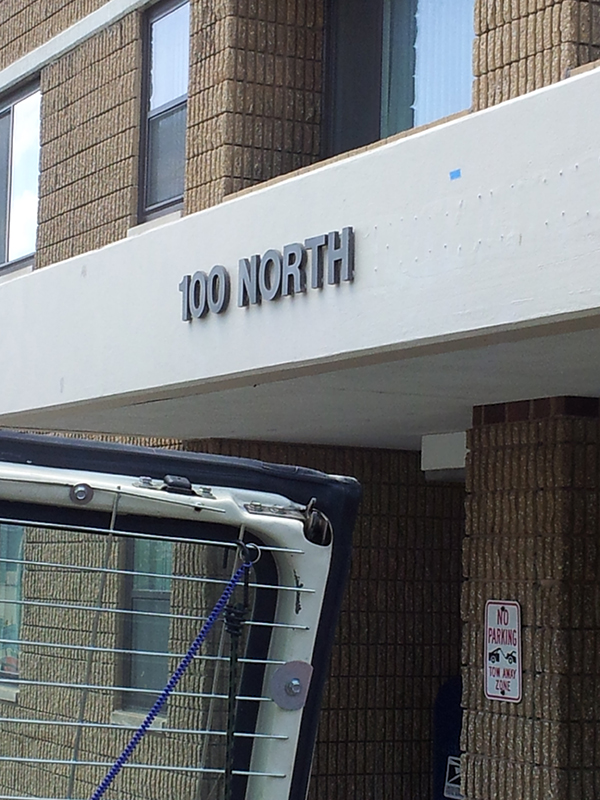 100 NORTH
NO
PARKING
TOW AWAY
ZONE